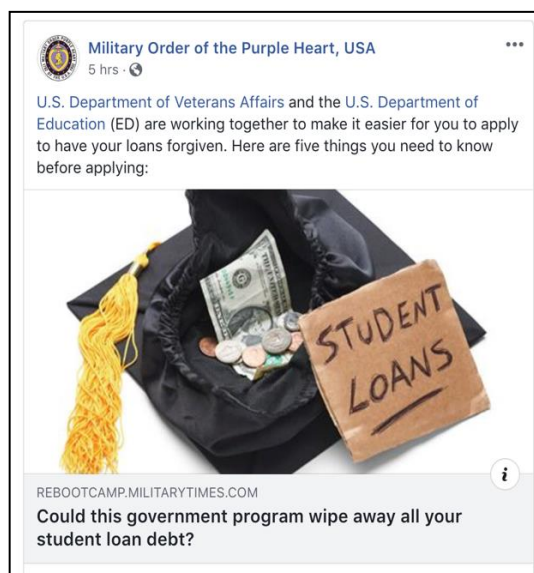 Military Order of the Purple Heart, USA
5 hrs ·
U.S. Department of Veterans Affairs and the U.S. Department of
Education (ED) are working together to make it easier for you to apply
to have your loans forgiven. Here are five things you need to know
before applying:
STUDENT
LOANS
i
REBOOTCAMP.MILITARYTIMES.COM
Could this government program wipe away all your
student loan debt?